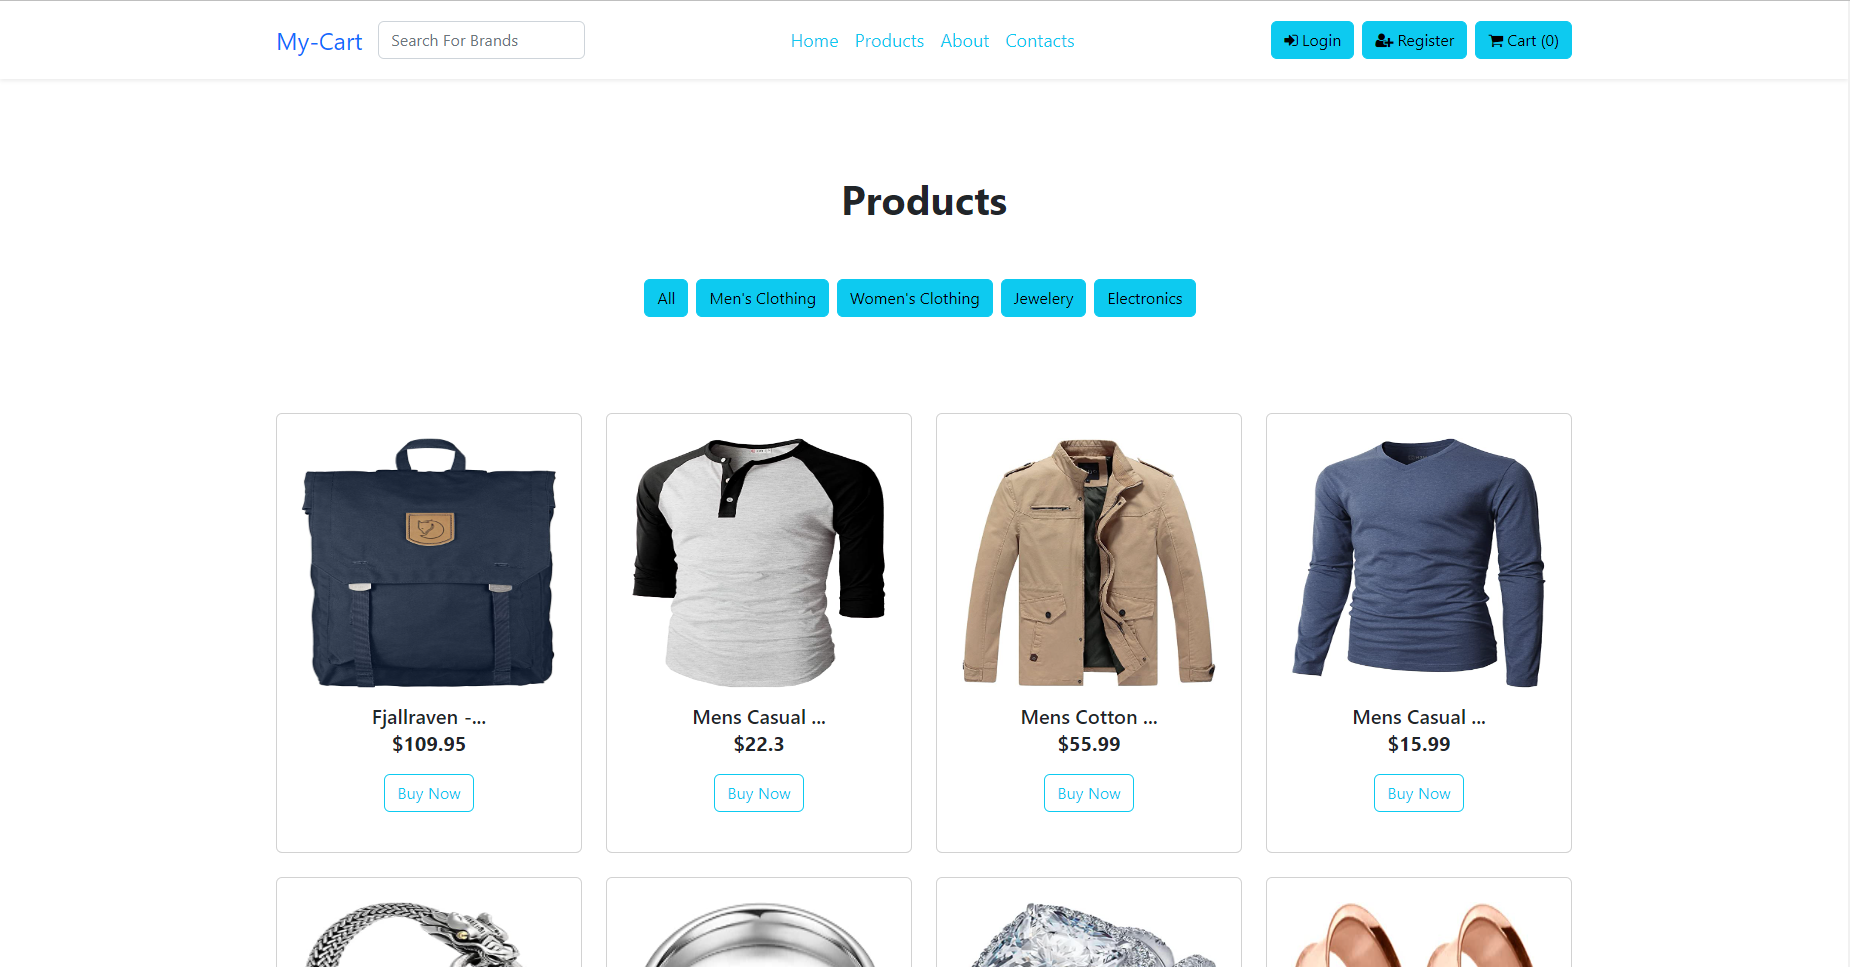 My-Cart
Search For Brands
Home Products About Contacts
Login Register Cart (0)
Products
All Men's Clothing Women's Clothing Jewelery Electronics
Fjallraven -... Mens Casual ... Mens Cotton ... Mens Casual ...
$109.95 $22.3 $55.99 $15.99
Buy Now Buy Now Buy Now Buy Now